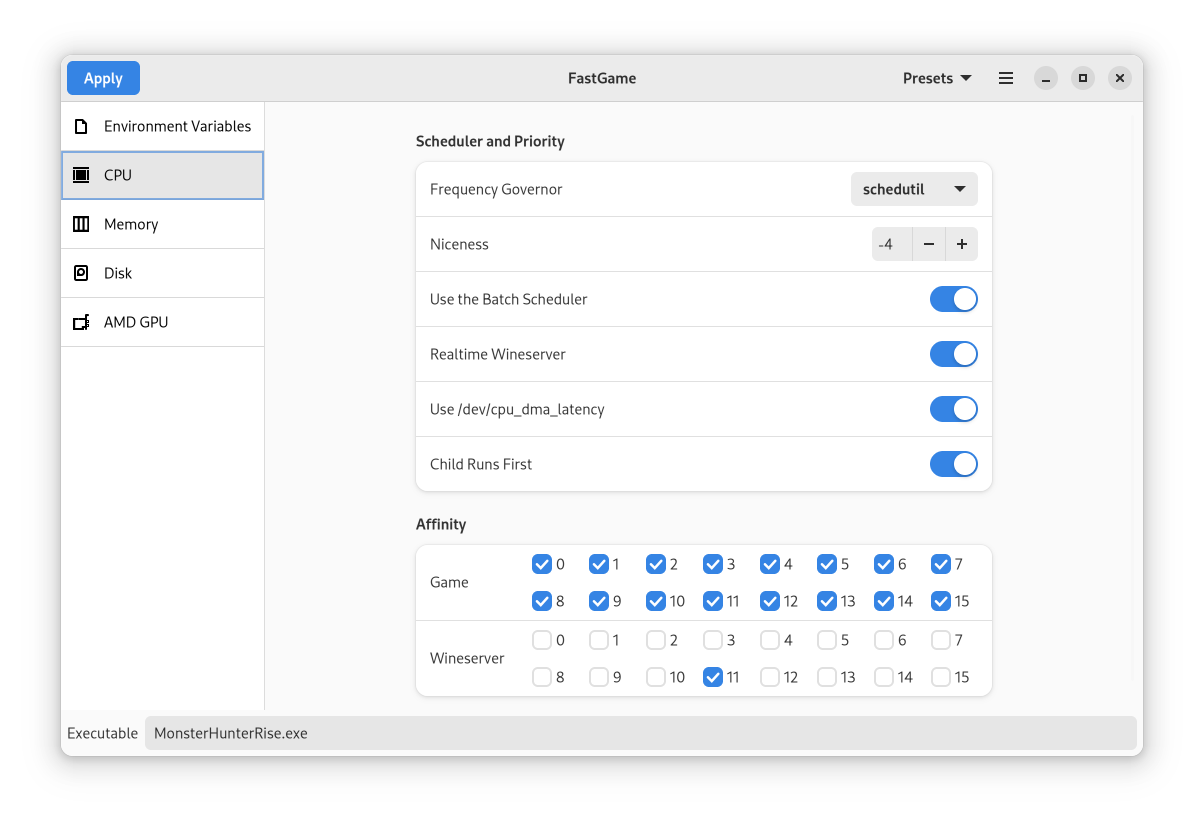 Apply FastGame Presets
Environment Variables
CPU
Memory
Disk
AMD GPU
Scheduler and Priority
Frequency Governor schedutil
Niceness -4
Use the Batch Scheduler
Realtime Wineserver
Use /dev/cpu_dma_latency
Child Runs First
Affinity
Game
0 1 2 3 4 5 6 7
8 9 10 11 12 13 14 15
Wineserver
0 1 2 3 4 5 6 7
8 9 10 11 12 13 14 15
Executable MonsterHunterRise.exe